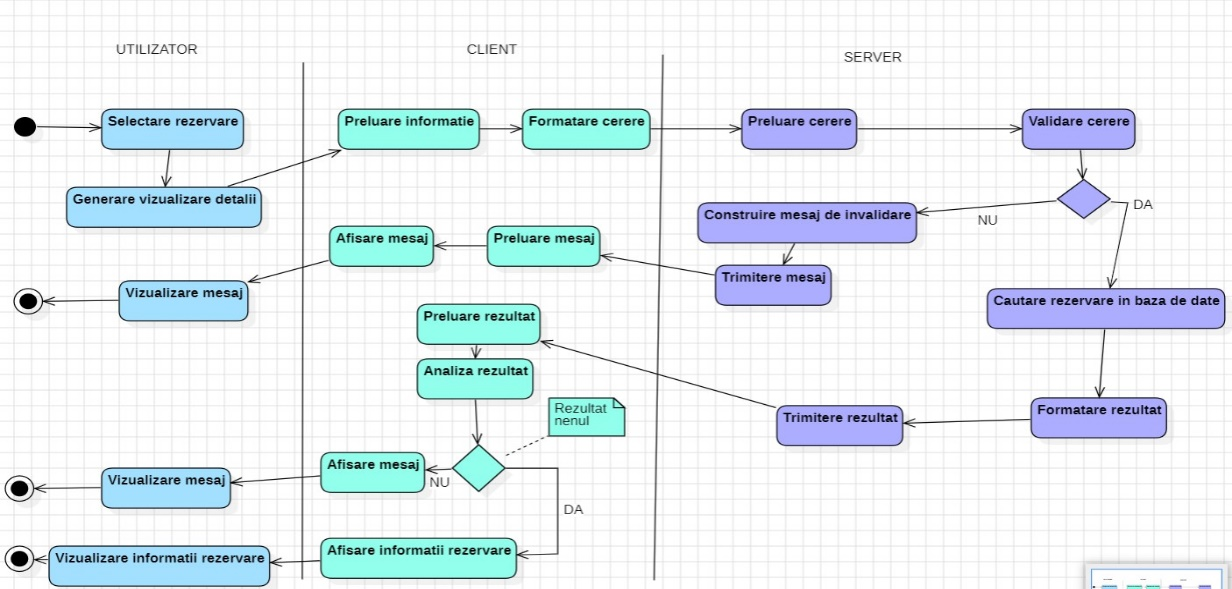 UTILIZATOR
CLIENT
SERVER
Selectare rezervare
Preluare informatie
Formatare cerere
Preluare cerere
Validare cerere
Generare vizualizare detalii
Construire mesaj de invalidare
NU
DA
Afisare mesaj
Preluare mesaj
Trimitere mesaj
Vizualizare mesaj
Cautare rezervare in baza de date
Preluare rezultat
Analiza rezultat
Rezultat
nenul
Trimitere rezultat
Formatare rezultat
Vizualizare mesaj
Afisare mesaj
NU
DA
Vizualizare informatii rezervare
Afisare informatii rezervare